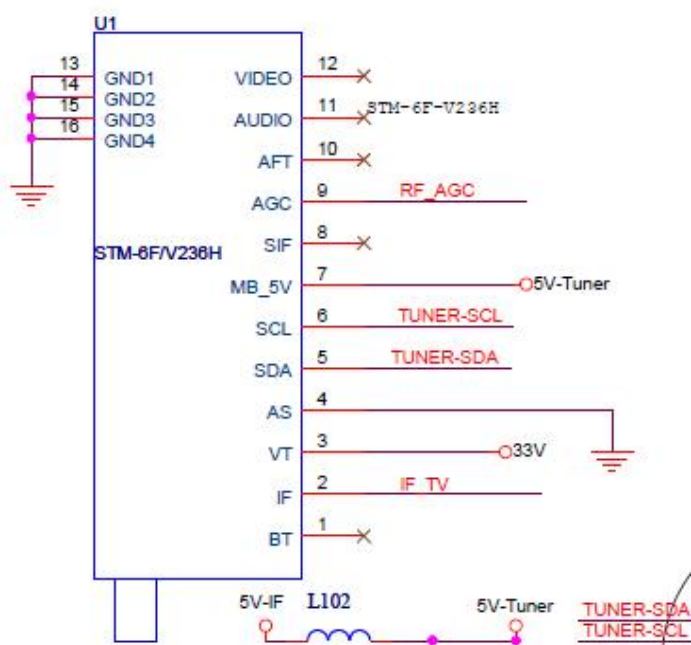 U1
13 GND1 VIDEO 12
14 GND2
15 GND3 AUDIO 11 STM-6F-V236H
16 GND4
AFT 10
AGC 9 RF_AGC
SIF 8
STM-6F/V236H
MB_5V 7 5V-Tuner
SCL 6 TUNER-SCL
SDA 5 TUNER-SDA
AS 4
VT 3 33V
IF 2 IF_TV
BT 1
5V-IF L102 5V-Tuner TUNER-SDA
TUNER-SCL